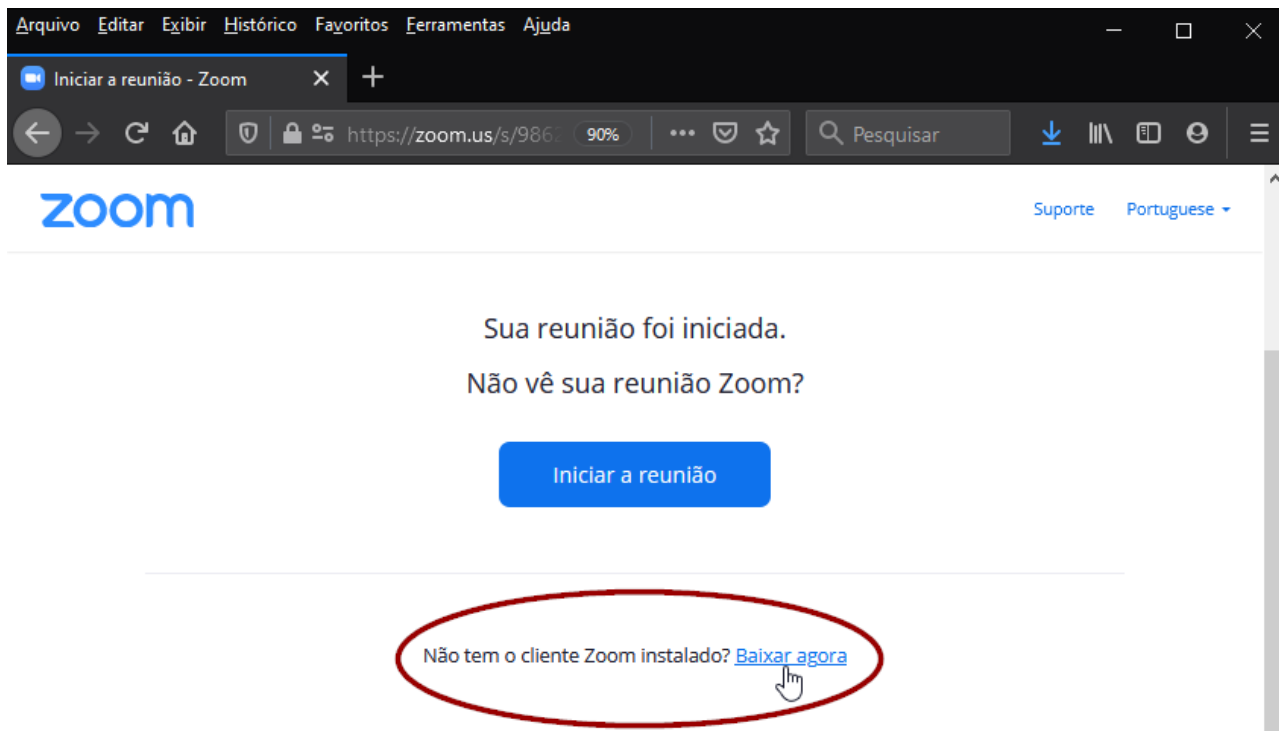 Arquivo Editar Exibir Histórico Favoritos Ferramentas Ajuda
Iniciar a reunião - Zoom
https://zoom.us/s/986 90% Pesquisar
zoom Suporte Portuguese
Sua reunião foi iniciada.
Não vê sua reunião Zoom?
Iniciar a reunião
Não tem o cliente Zoom instalado? Baixar agora